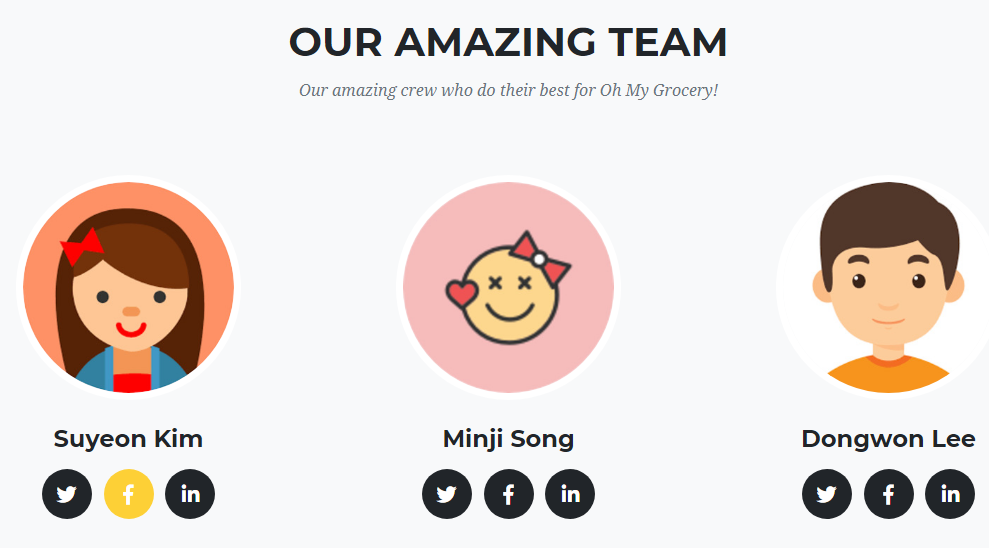 OUR AMAZING TEAM
Our amazing crew who do their best for Oh My Grocery!
Suyeon Kim
Minji Song
Dongwon Lee